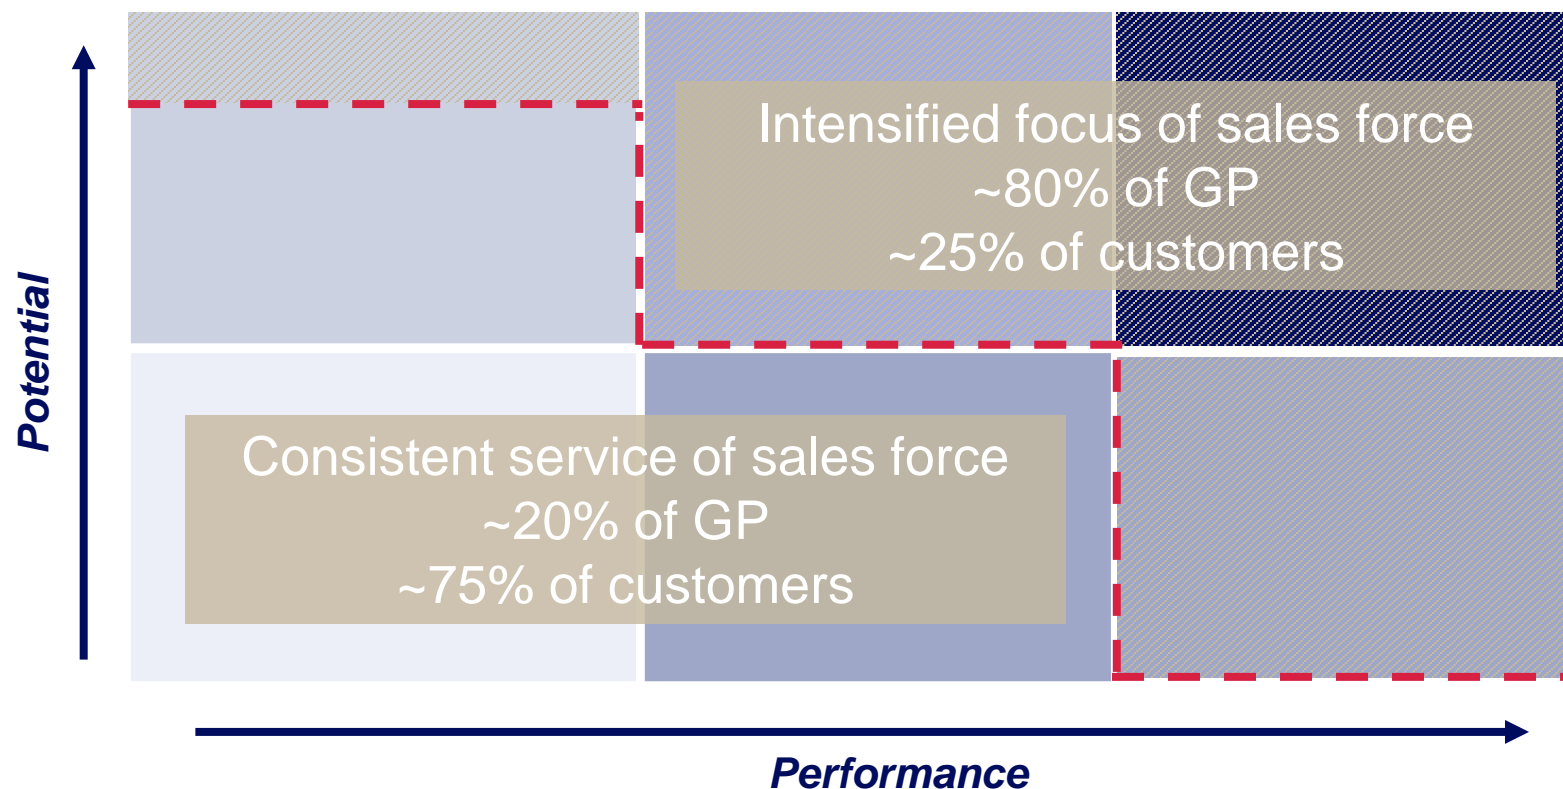 Intensified focus of sales force
~80% of GP
~25% of customers
Potential
Consistent service of sales force
~20% of GP
~75% of customers
Performance